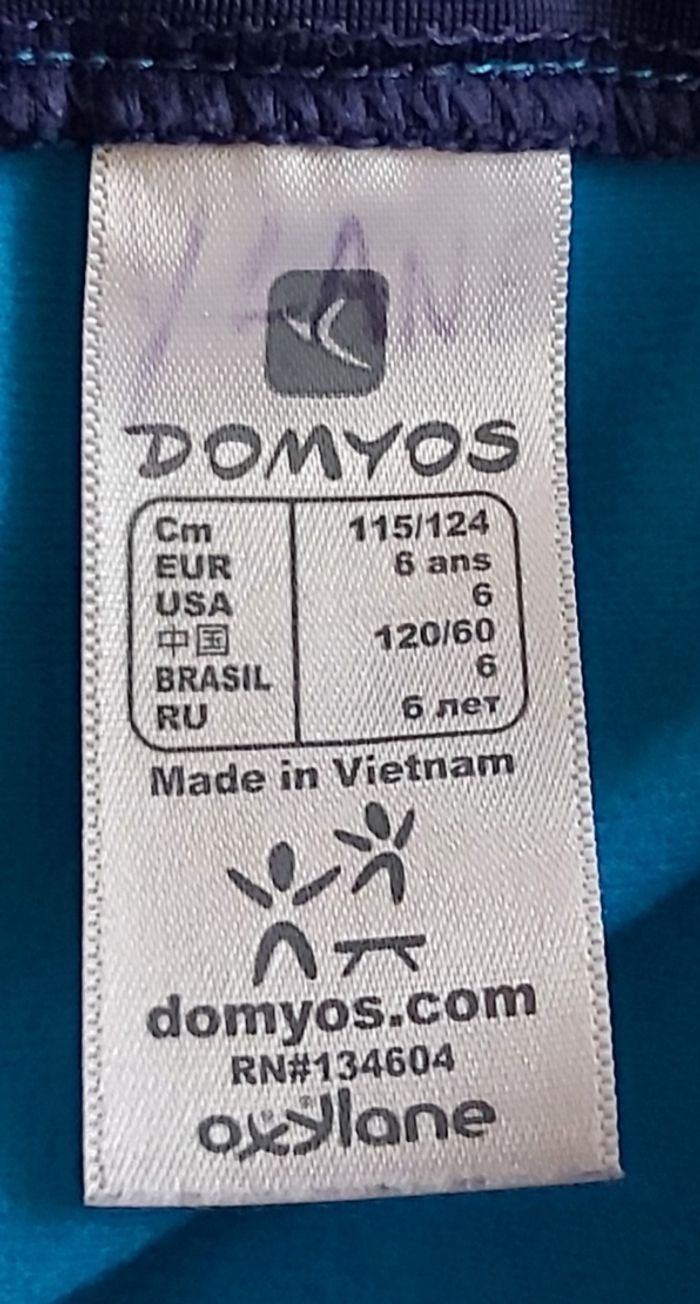 DOMYOS
Cm 115/124
EUR 6 ans
USA 6
中国 120/60
BRASIL 6
RU 6 лет
Made in Vietnam
domyos.com
RN#134604
oxylane